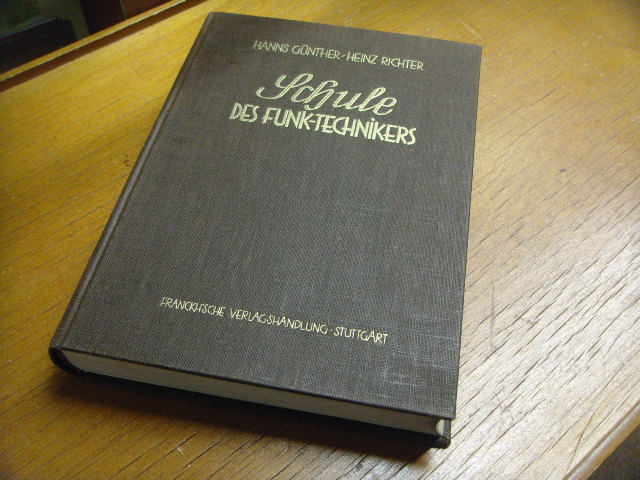 HANNS GÜNTHER · HEINZ RICHTER
Schule
DES FUNK-TECHNIKERS
FRANCKH'SCHE VERLAGSHANDLUNG · STUTTGART